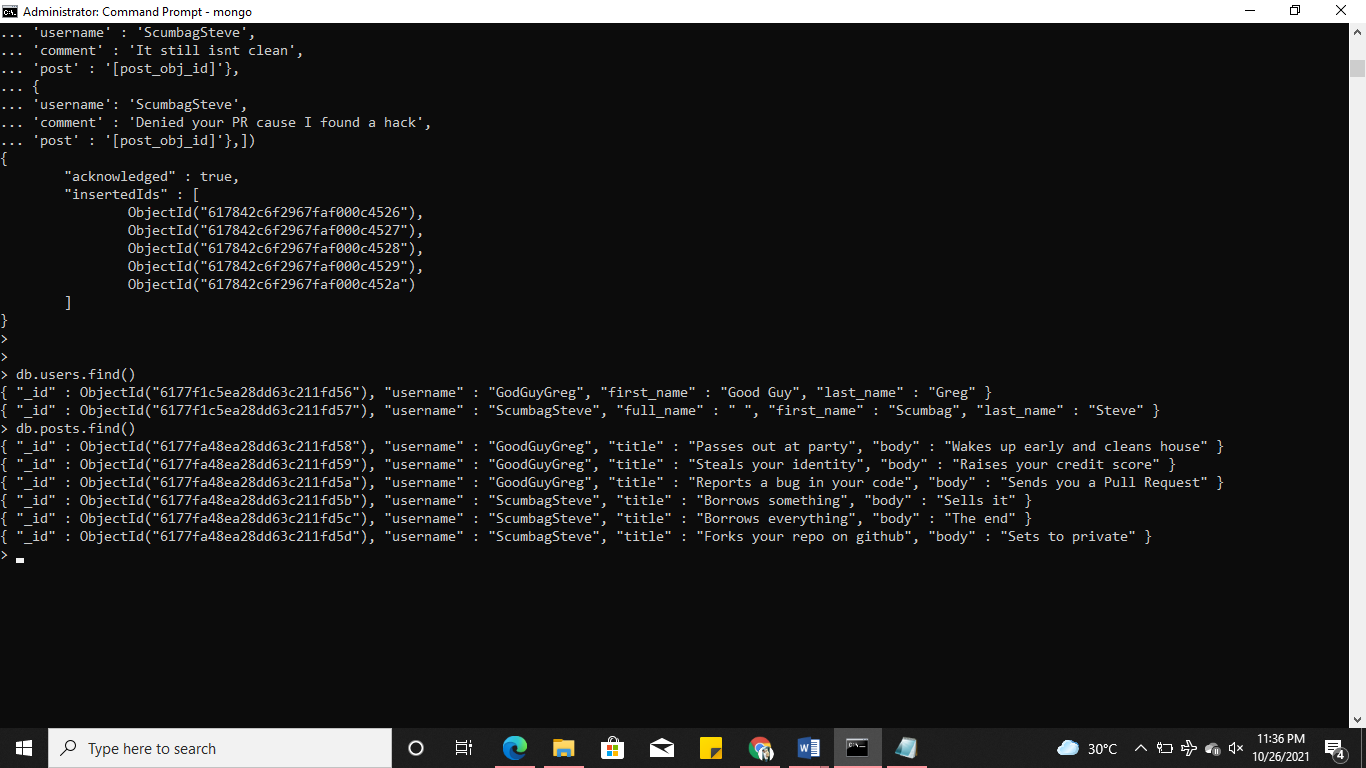 Administrator: Command Prompt - mongo
... 'username' : 'ScumbagSteve',
... 'comment' : 'It still isnt clean',
... 'post' : '[post_obj_id]'},
... {
... 'username': 'ScumbagSteve',
... 'comment' : 'Denied your PR cause I found a hack',
... 'post' : '[post_obj_id]'},])
{
        "acknowledged" : true,
        "insertedIds" : [
                ObjectId("617842c6f2967faf000c4526"),
                ObjectId("617842c6f2967faf000c4527"),
                ObjectId("617842c6f2967faf000c4528"),
                ObjectId("617842c6f2967faf000c4529"),
                ObjectId("617842c6f2967faf000c452a")
        ]
}
>
>
> db.users.find()
{ "_id" : ObjectId("6177f1c5ea28dd63c211fd56"), "username" : "GodGuyGreg", "first_name" : "Good Guy", "last_name" : "Greg" }
{ "_id" : ObjectId("6177f1c5ea28dd63c211fd57"), "username" : "ScumbagSteve", "full_name" : " ", "first_name" : "Scumbag", "last_name" : "Steve" }
> db.posts.find()
{ "_id" : ObjectId("6177fa48ea28dd63c211fd58"), "username" : "GoodGuyGreg", "title" : "Passes out at party", "body" : "Wakes up early and cleans house" }
{ "_id" : ObjectId("6177fa48ea28dd63c211fd59"), "username" : "GoodGuyGreg", "title" : "Steals your identity", "body" : "Raises your credit score" }
{ "_id" : ObjectId("6177fa48ea28dd63c211fd5a"), "username" : "GoodGuyGreg", "title" : "Reports a bug in your code", "body" : "Sends you a Pull Request" }
{ "_id" : ObjectId("6177fa48ea28dd63c211fd5b"), "username" : "ScumbagSteve", "title" : "Borrows something", "body" : "Sells it" }
{ "_id" : ObjectId("6177fa48ea28dd63c211fd5c"), "username" : "ScumbagSteve", "title" : "Borrows everything", "body" : "The end" }
{ "_id" : ObjectId("6177fa48ea28dd63c211fd5d"), "username" : "ScumbagSteve", "title" : "Forks your repo on github", "body" : "Sets to private" }
>
Type here to search
30°C
11:36 PM
10/26/2021
4